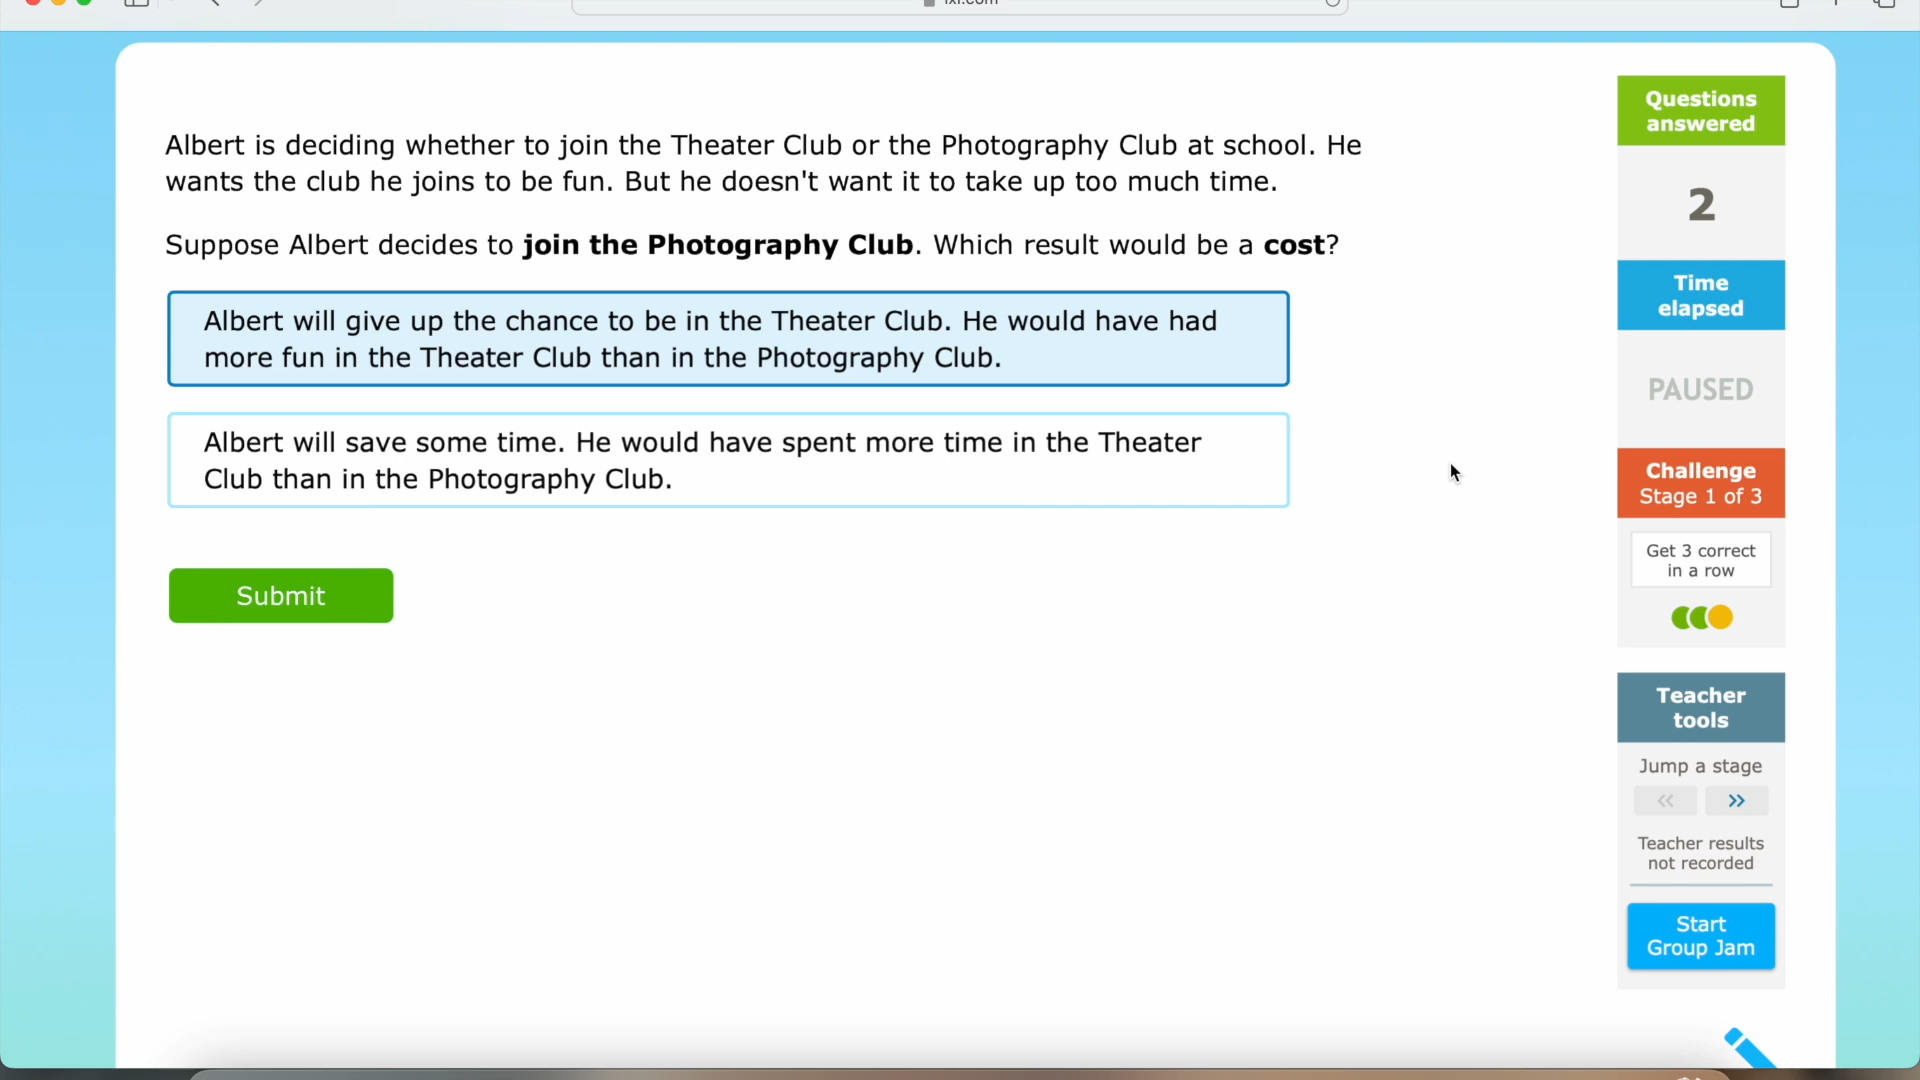 Albert is deciding whether to join the Theater Club or the Photography Club at school. He
wants the club he joins to be fun. But he doesn't want it to take up too much time.
Suppose Albert decides to join the Photography Club. Which result would be a cost?
Albert will give up the chance to be in the Theater Club. He would have had
more fun in the Theater Club than in the Photography Club.
Albert will save some time. He would have spent more time in the Theater
Club than in the Photography Club.
Submit
Questions
answered
2
Time
elapsed
PAUSED
Challenge
Stage 1 of 3
Get 3 correct
in a row
Teacher
tools
Jump a stage
Teacher results
not recorded
Start
Group Jam